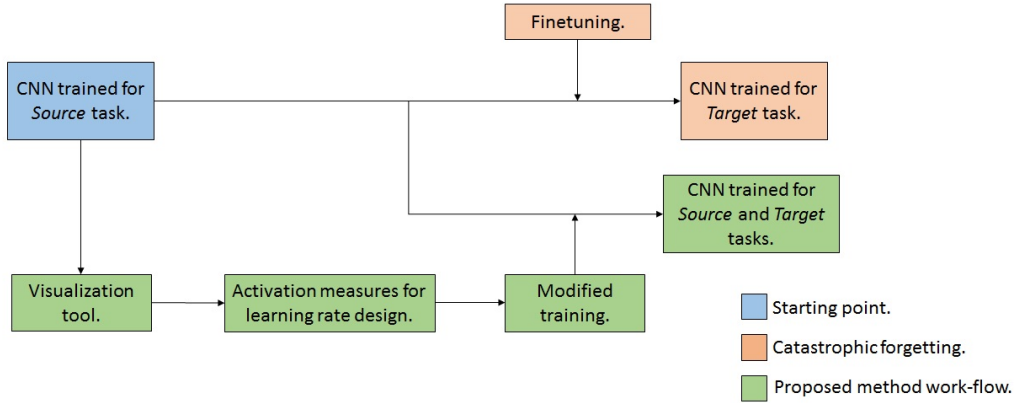 Finetuning.
CNN trained for
Source task.
CNN trained for
Target task.
CNN trained for
Source and Target
tasks.
Visualization
tool.
Activation measures for
learning rate design.
Modified
training.
Starting point.
Catastrophic forgetting.
Proposed method work-flow.